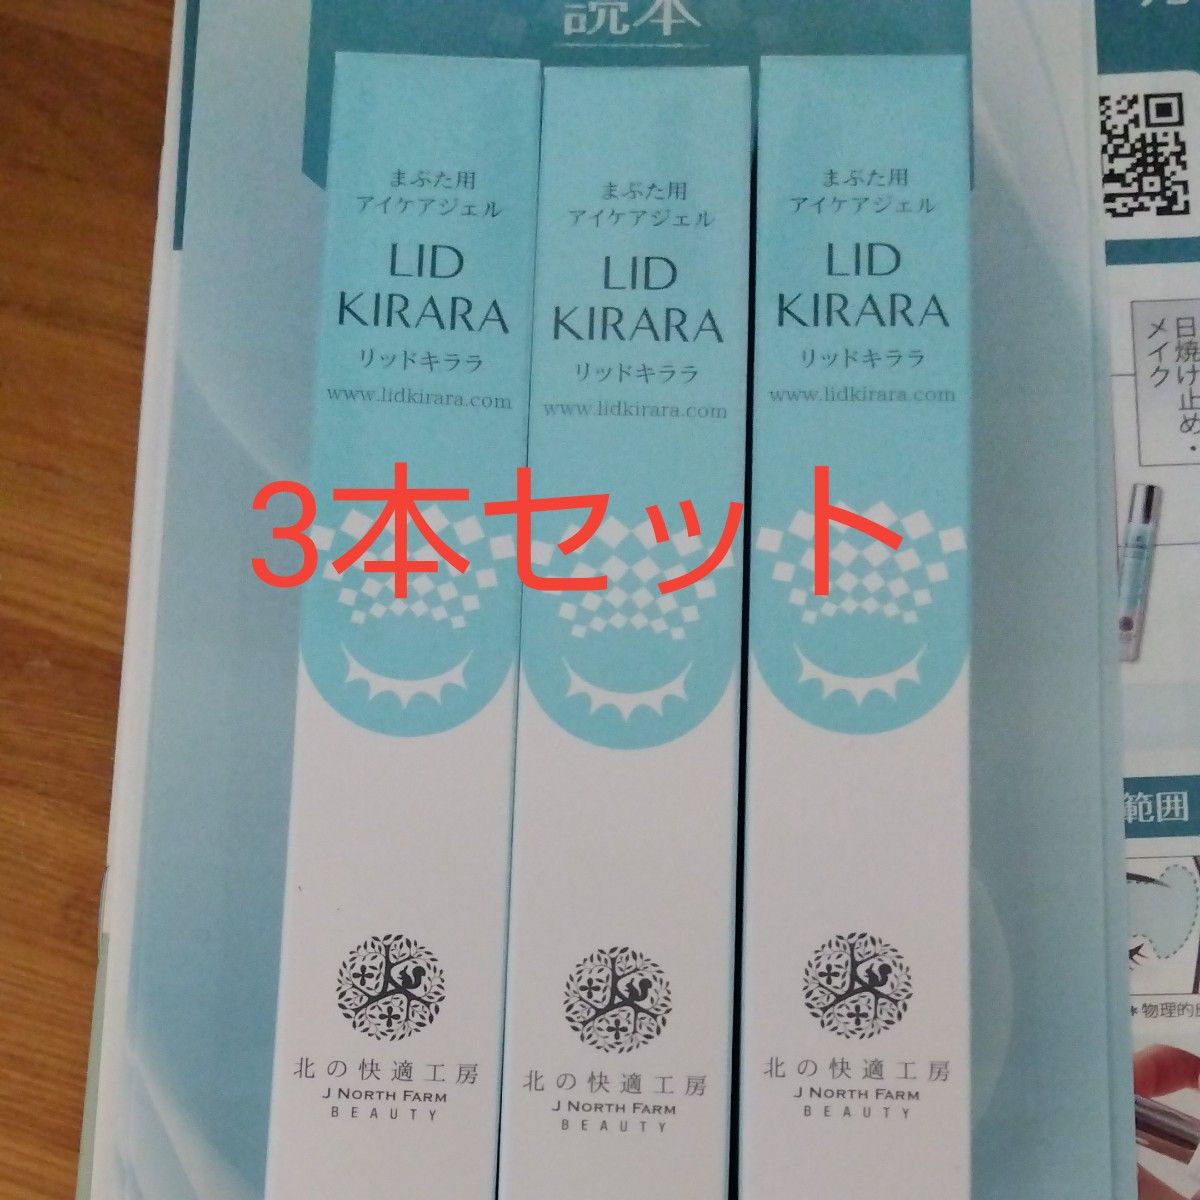 読本
まぶた用
アイケアジェル
LID
KIRARA
リッドキララ
www.lidkirara.com
まぶた用
アイケアジェル
LID
KIRARA
リッドキララ
www.lidkirara.com
まぶた用
アイケアジェル
LID
KIRARA
リッドキララ
www.lidkirara.com
3本セット
北の快適工房
J NORTH FARM
BEAUTY
北の快適工房
J NORTH FARM
BEAUTY
北の快適工房
J NORTH FARM
BEAUTY
日焼け止め・
メイク
範囲
*物理的